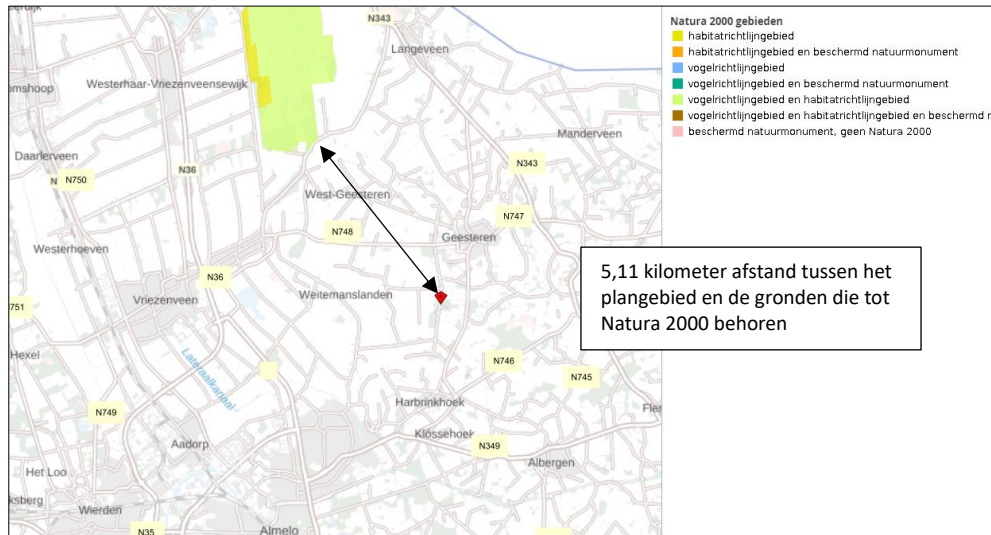 N343
Langeveen
Westerhaar-Vriezenveensewijk
Manderveen
Daarlerveen
N36
N343
N750
West-Geesteren
N747
N748
Geesteren
Westerhoeven
N36
Weitemanslanden
Vriezenveen
Hexel
N746
Lateraalkanaal
N745
Harbrinkhoek
N749
Klössehoek
Aadorp
N349
Albergen
Het Loo
Wierden
N35
Almelo
Natura 2000 gebieden
habitatrichtlijngebied
habitatrichtlijngebied en beschermd natuurmonument
vogelrichtlijngebied
vogelrichtlijngebied en beschermd natuurmonument
vogelrichtlijngebied en habitatrichtlijngebied
vogelrichtlijngebied en habitatrichtlijngebied en beschermd
beschermd natuurmonument, geen Natura 2000
5,11 kilometer afstand tussen het
plangebied en de gronden die tot
Natura 2000 behoren